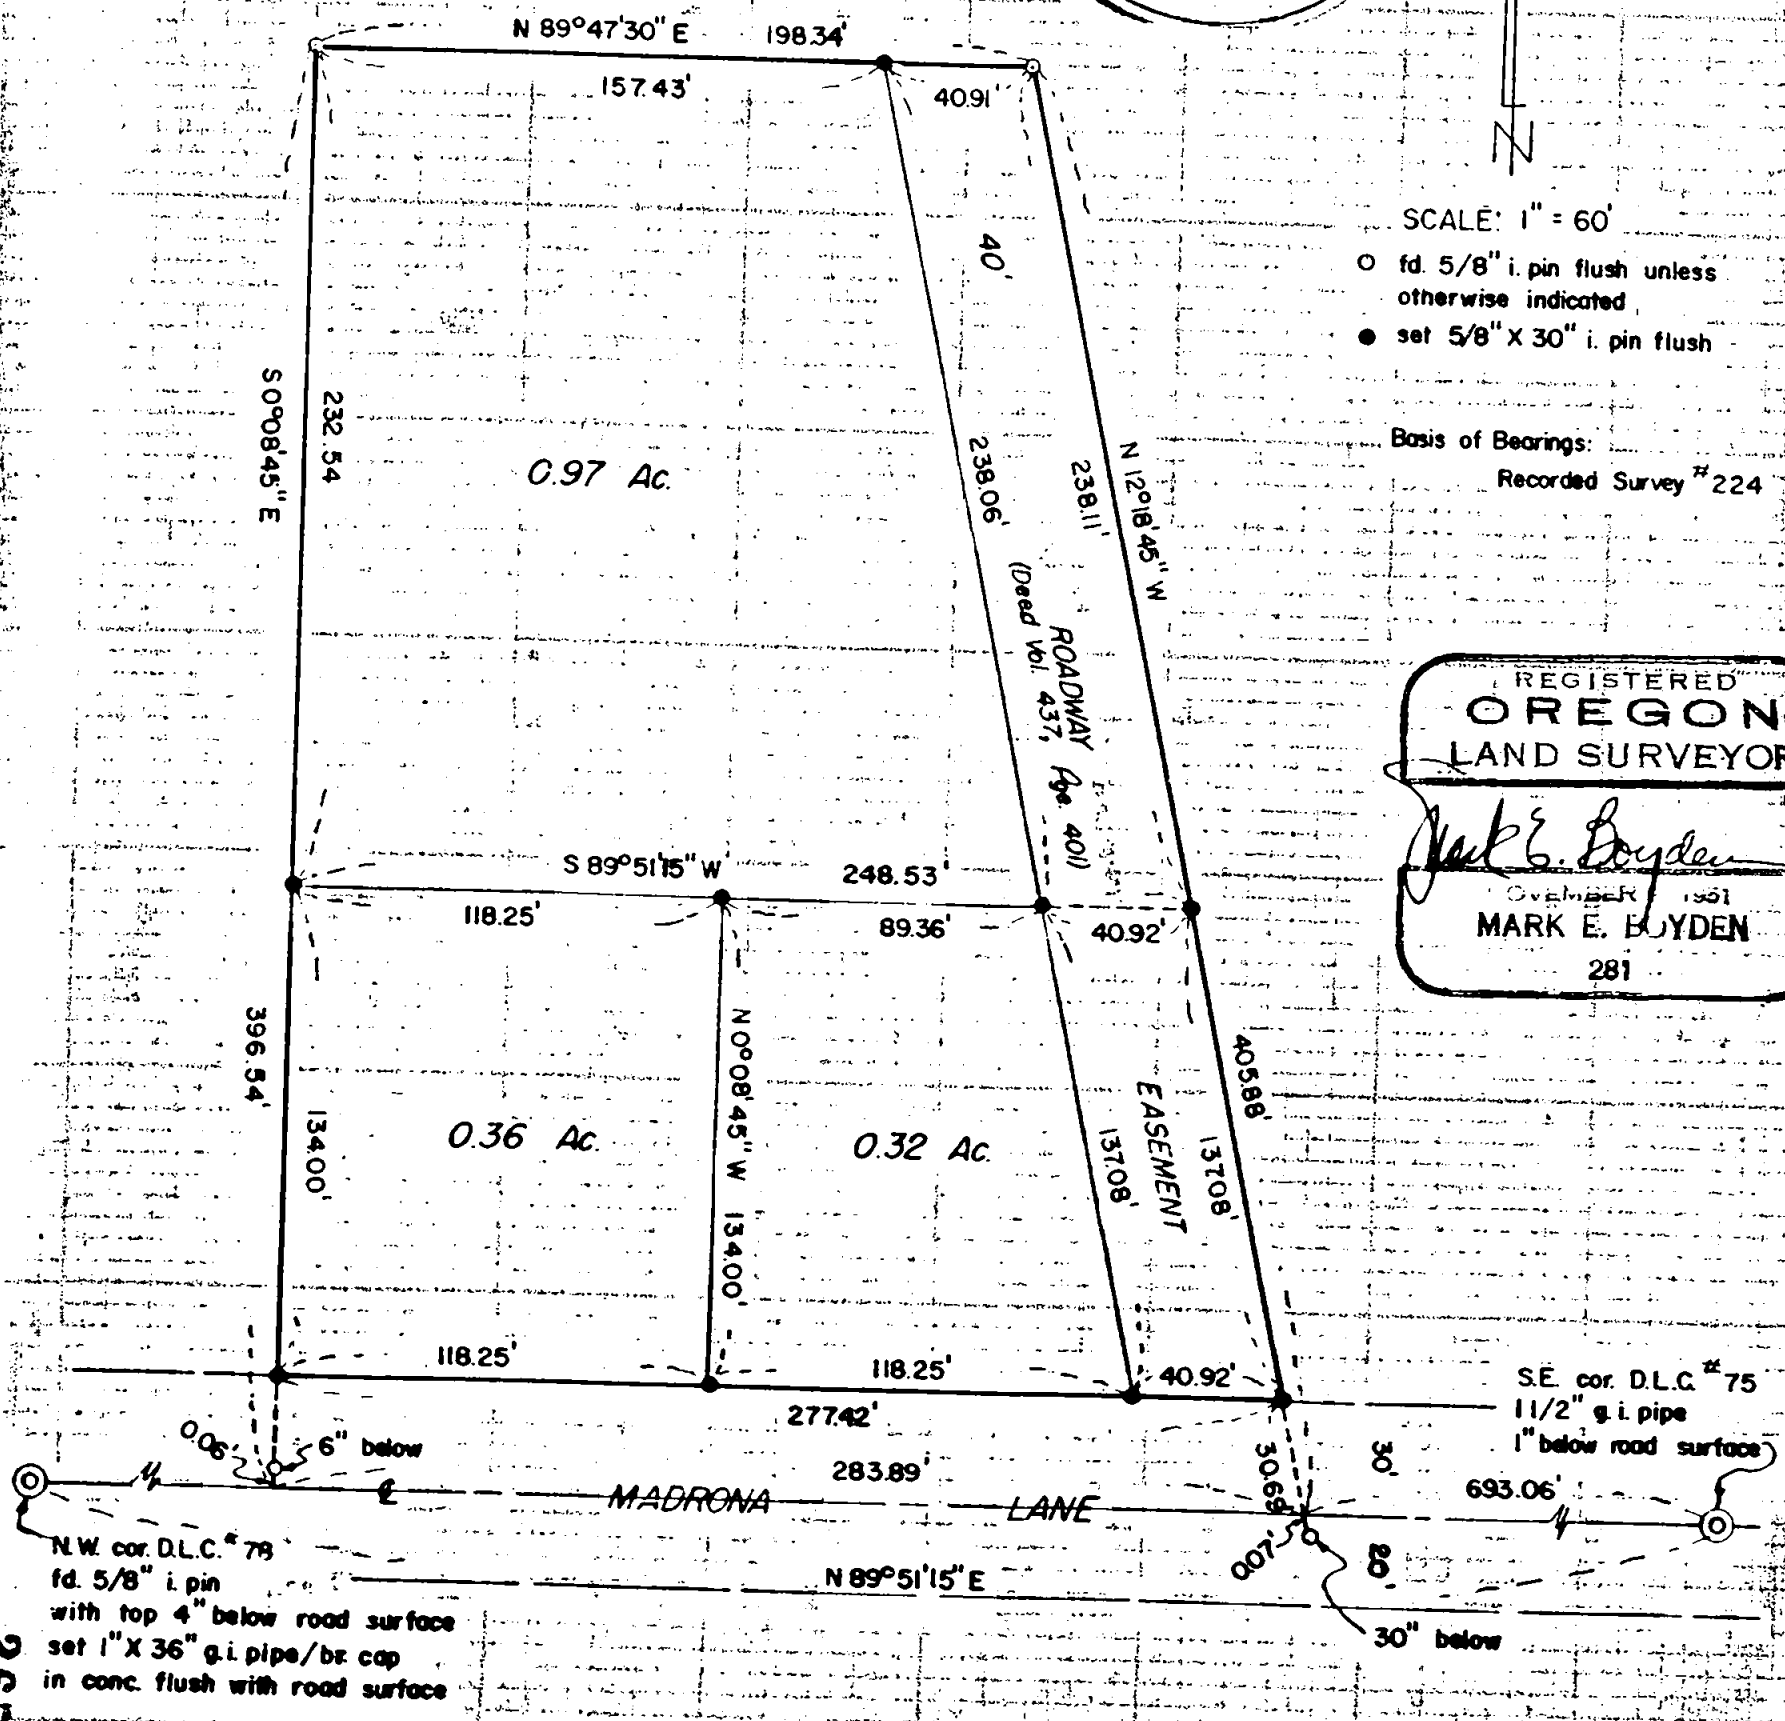 N 89°47'30" E 198.34'
157.43'
40.91'
N
SCALE: 1" = 60'
fd. 5/8" i. pin flush unless
otherwise indicated
set 5/8" X 30" i. pin flush
Basis of Bearings:
Recorded Survey #224
40'
S 0°08'45" E
232.54
0.97 Ac.
238.06'
238.11'
N 12°18'45" W
ROADWAY
(Deed Vol. 437, Pge. 401)
REGISTERED
OREGON
LAND SURVEYOR
Mark E. Boyden
1951
MARK E. BOYDEN
281
S 89°51'15" W 248.53'
118.25'
89.36'
40.92'
396.54'
134.00'
0.36 Ac.
N 0°08'45" W 134.00'
0.32 Ac.
137.08'
EASEMENT
137.08'
405.88'
118.25'
118.25'
40.92'
277.42'
S.E. cor. D.L.C. #75
1 1/2" g.i. pipe
1" below road surface
0.06'
6" below
283.89'
30.69'
30'
693.06'
℄
MADRONA LANE
N.W. cor. D.L.C. #78
fd. 5/8" i. pin
with top 4" below road surface
set 1" X 36" g.i. pipe/br. cap
in conc. flush with road surface
N 89°51'15" E
0.07'
20'
30" below